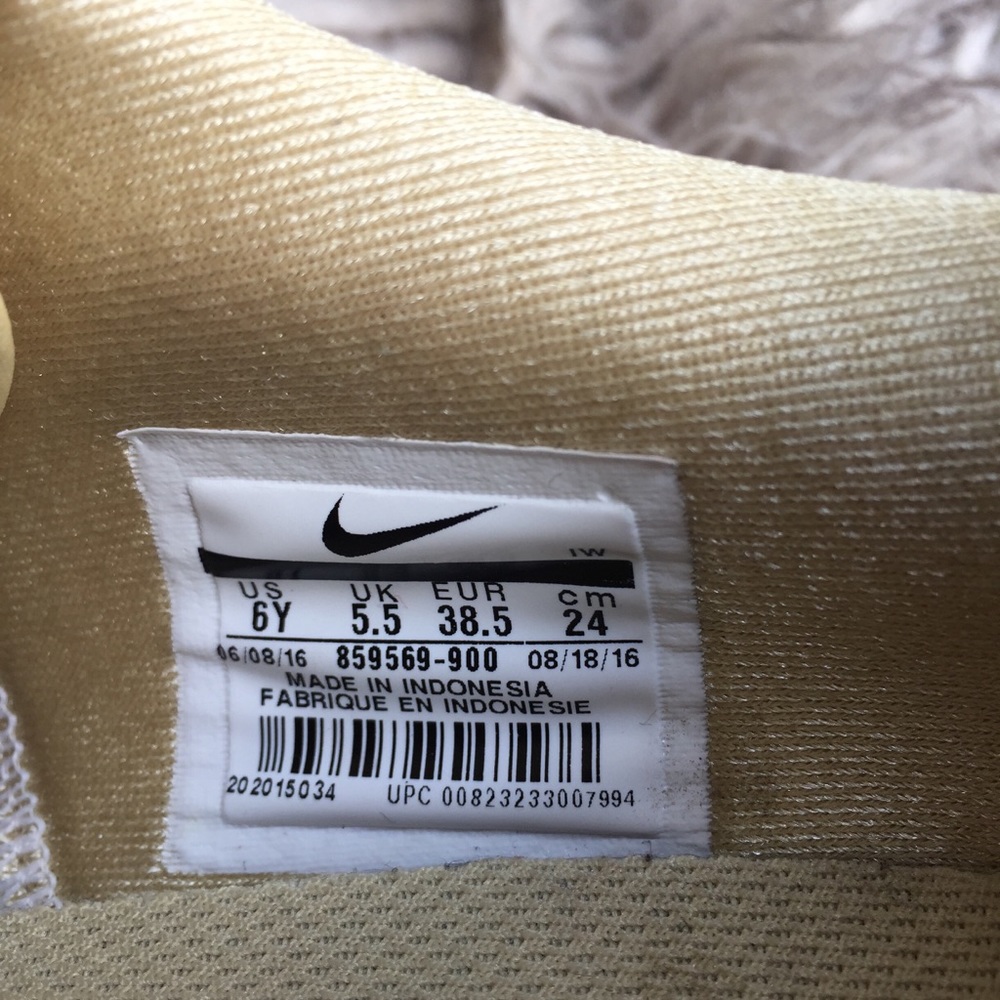 IW
US UK EUR cm
6Y 5.5 38.5 24
06/08/16 859569-900 08/18/16
MADE IN INDONESIA
FABRIQUE EN INDONESIE
202015034 UPC 00823233007994